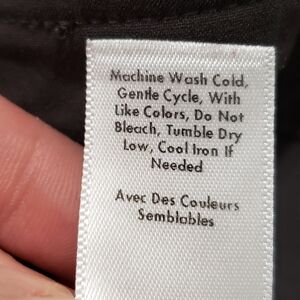 Machine Wash Cold,
Gentle Cycle, With
Like Colors, Do Not
Bleach, Tumble Dry
Low, Cool Iron If
Needed
Avec Des Couleurs
Semblables